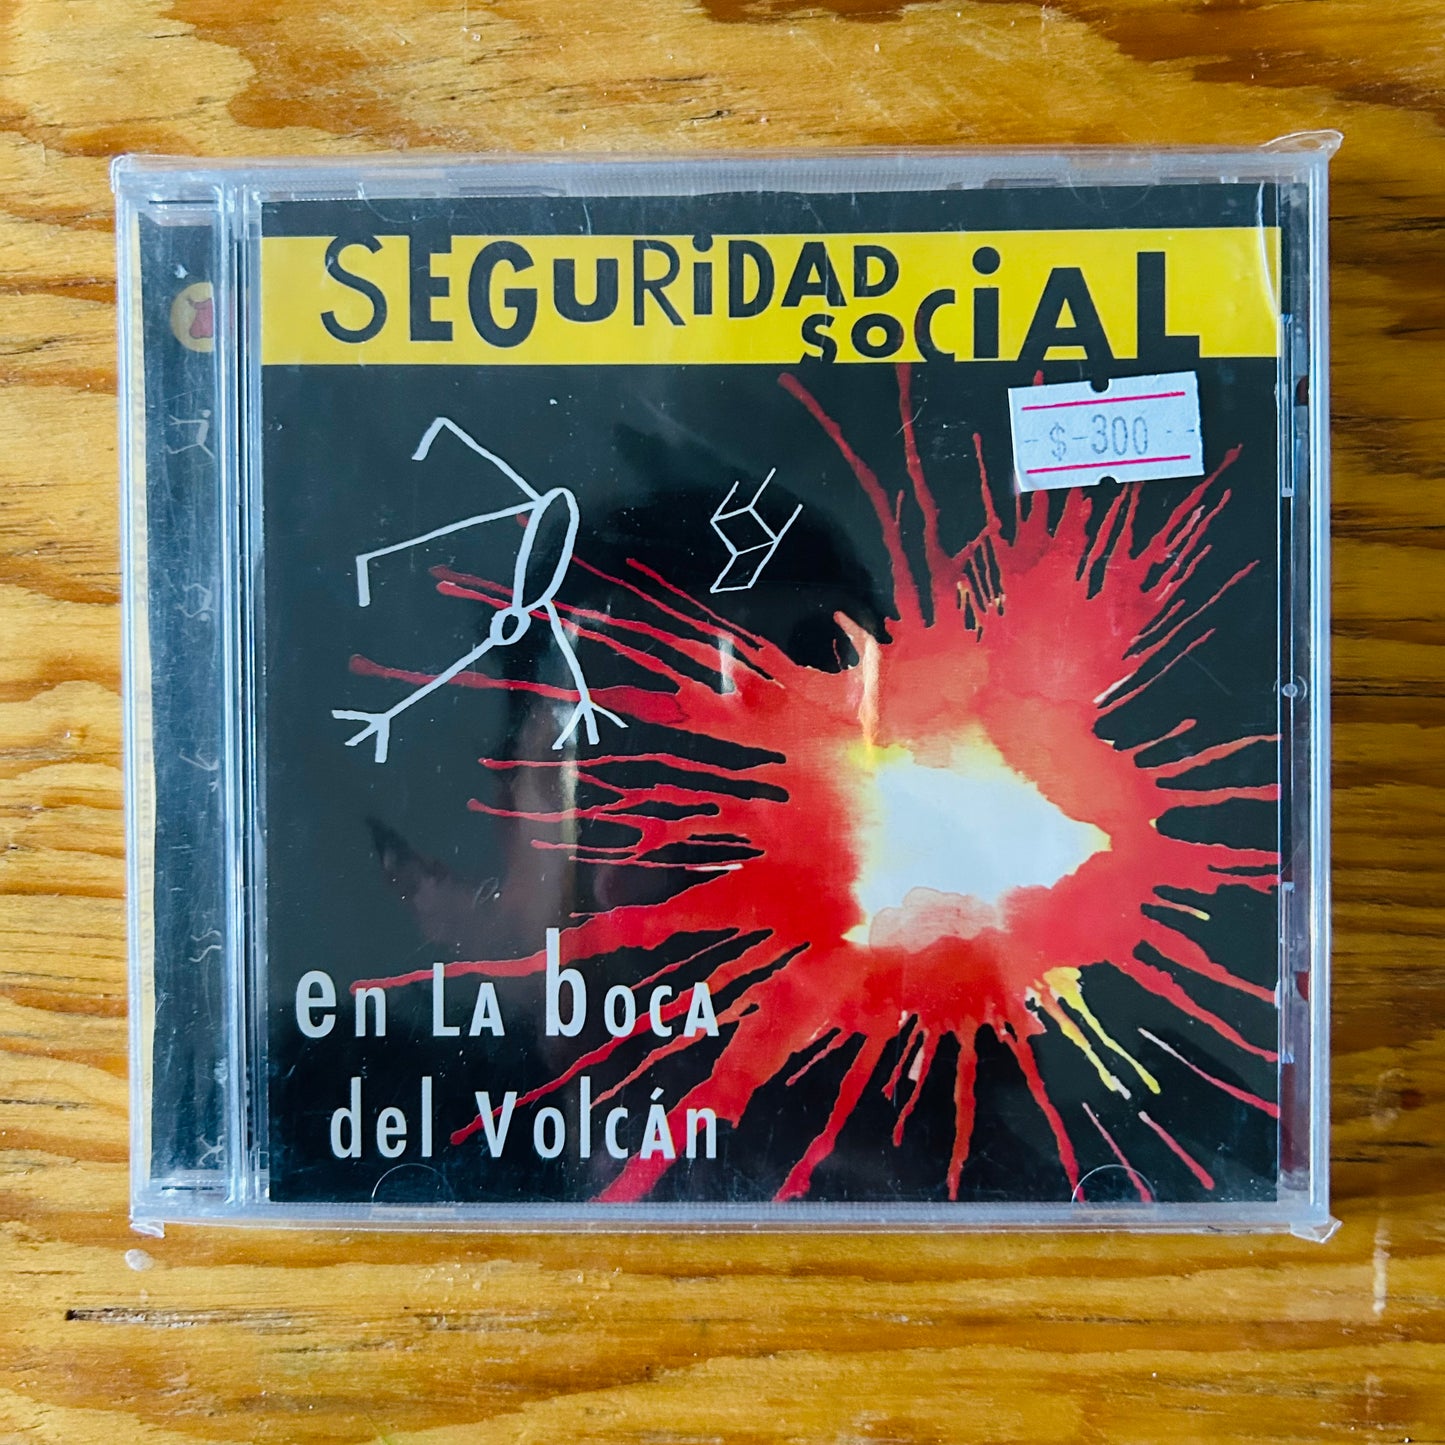 SEGURiDAD
SOCiAL
- $ - 300 - -
en LA bocA
del VolcÁn